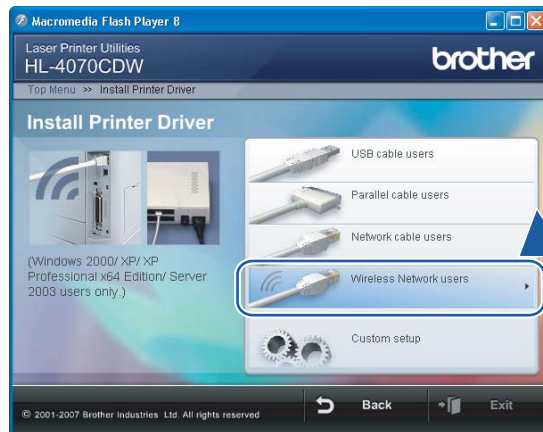 Macromedia Flash Player 8
Laser Printer Utilities
HL-4070CDW
brother
Top Menu >> Install Printer Driver
Install Printer Driver
(Windows 2000/ XP/ XP
Professional x64 Edition/ Server
2003 users only.)
USB cable users
Parallel cable users
Network cable users
Wireless Network users
Custom setup
© 2001-2007 Brother Industries Ltd. All rights reserved
Back
Exit